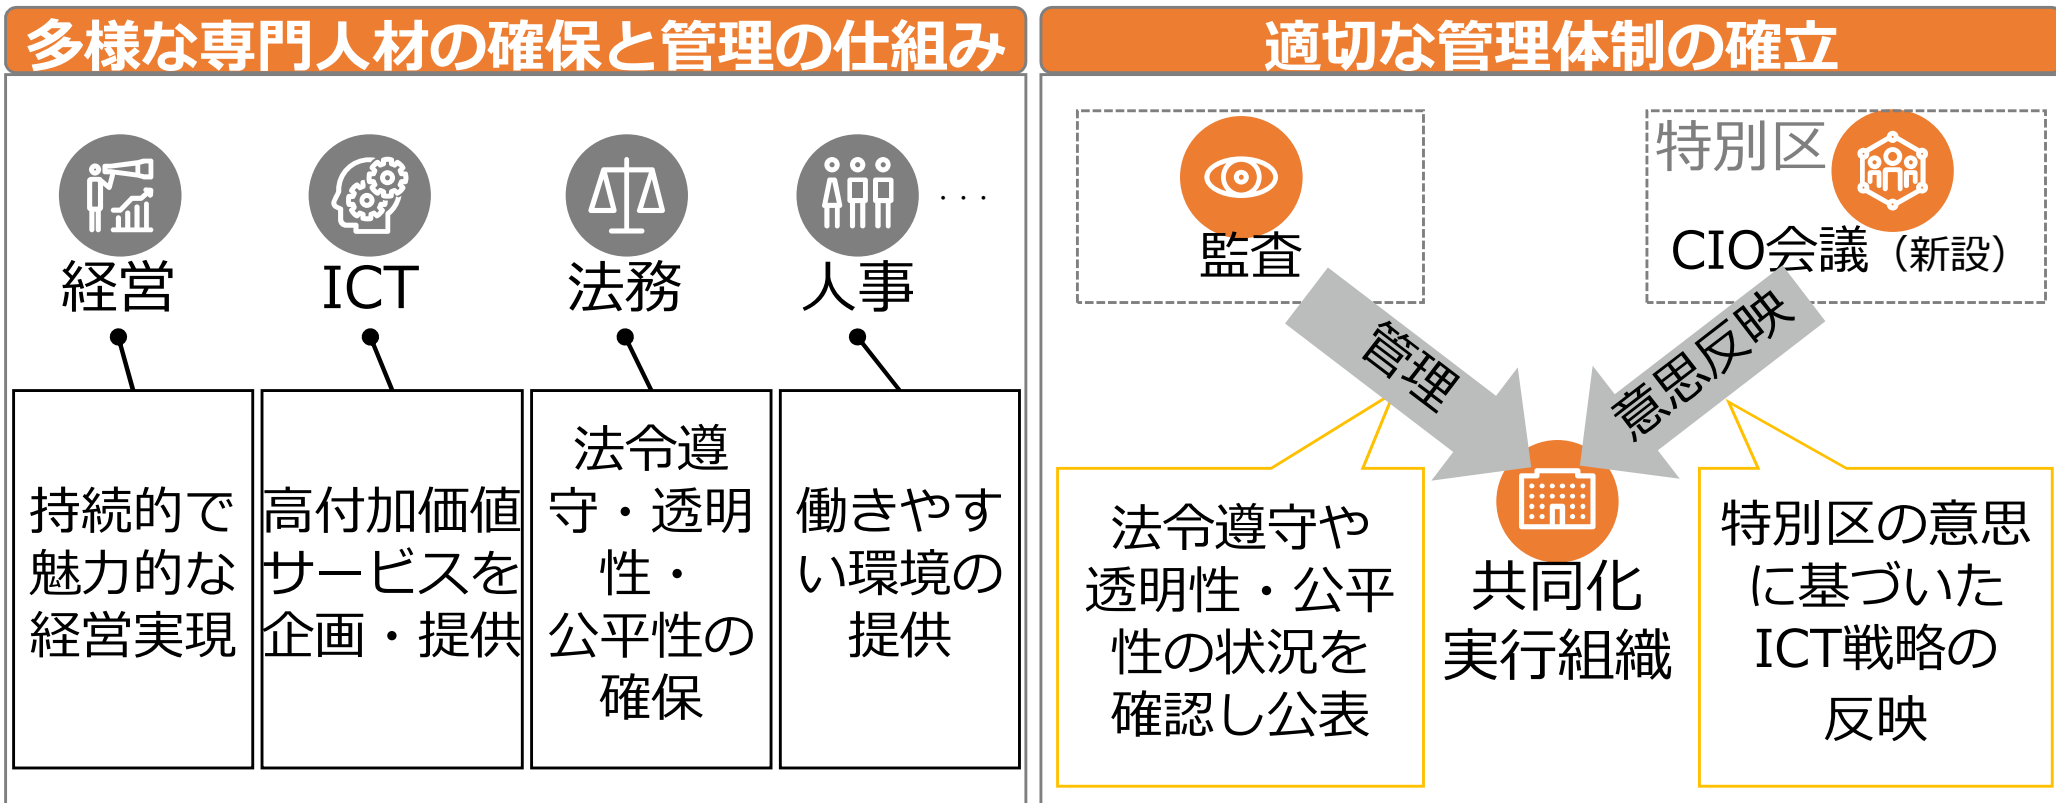 多様な専門人材の確保と管理の仕組み
経営
ICT
法務
人事
・・・
持続的で
魅力的な
経営実現
高付加価値
サービスを
企画・提供
法令遵
守・透明
性・
公平性の
確保
働きやす
い環境の
提供
適切な管理体制の確立
監査
特別区
CIO会議（新設）
管理
意思反映
法令遵守や
透明性・公平
性の状況を
確認し公表
共同化
実行組織
特別区の意思
に基づいた
ICT戦略の
反映